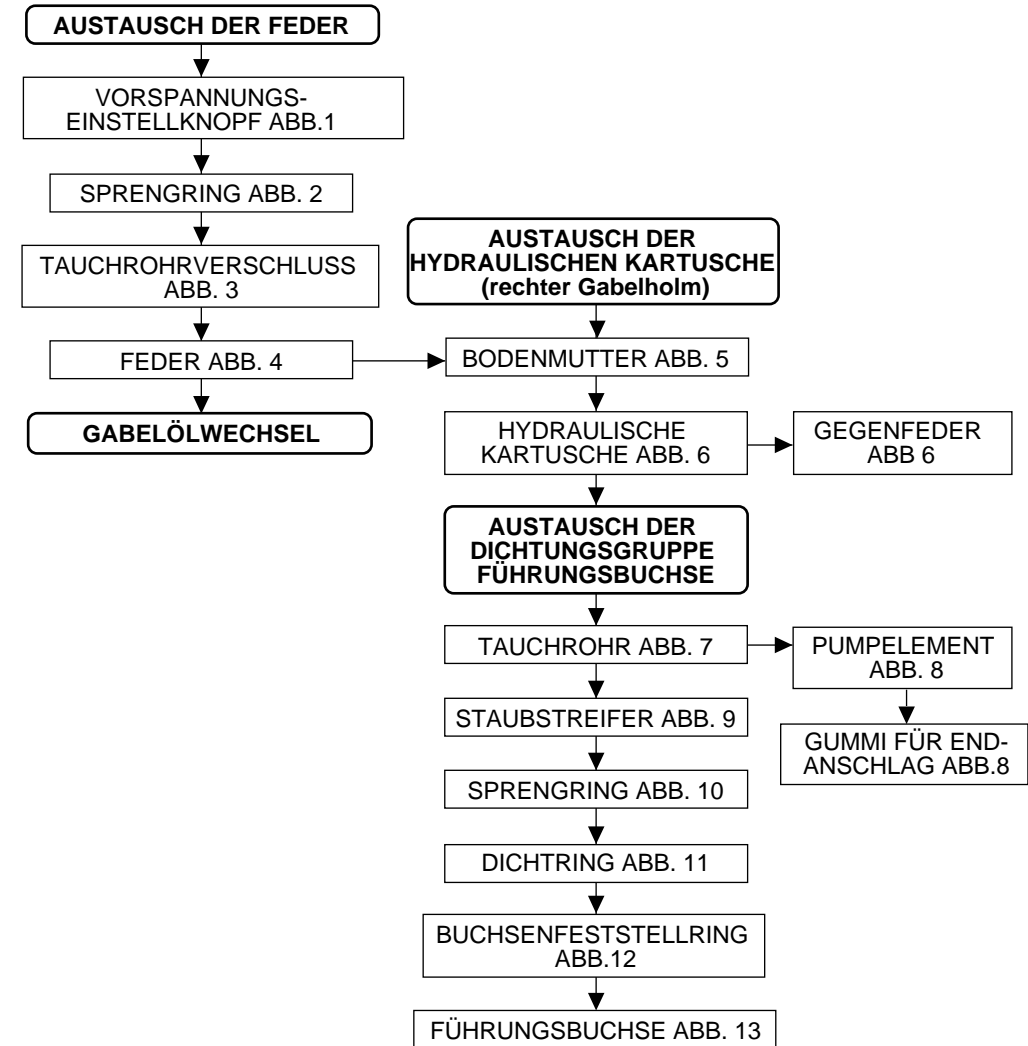 AUSTAUSCH DER FEDER
VORSPANNUNGS-
EINSTELLKNOPF ABB.1
SPRENGRING ABB. 2
TAUCHROHRVERSCHLUSS
ABB. 3
FEDER ABB. 4
GABELÖLWECHSEL
AUSTAUSCH DER
HYDRAULISCHEN KARTUSCHE
(rechter Gabelholm)
BODENMUTTER ABB. 5
HYDRAULISCHE
KARTUSCHE ABB. 6
GEGENFEDER
ABB 6
AUSTAUSCH DER
DICHTUNGSGRUPPE
FÜHRUNGSBUCHSE
TAUCHROHR ABB. 7
PUMPELEMENT
ABB. 8
GUMMI FÜR END-
ANSCHLAG ABB.8
STAUBSTREIFER ABB. 9
SPRENGRING ABB. 10
DICHTRING ABB. 11
BUCHSENFESTSTELLRING
ABB.12
FÜHRUNGSBUCHSE ABB. 13